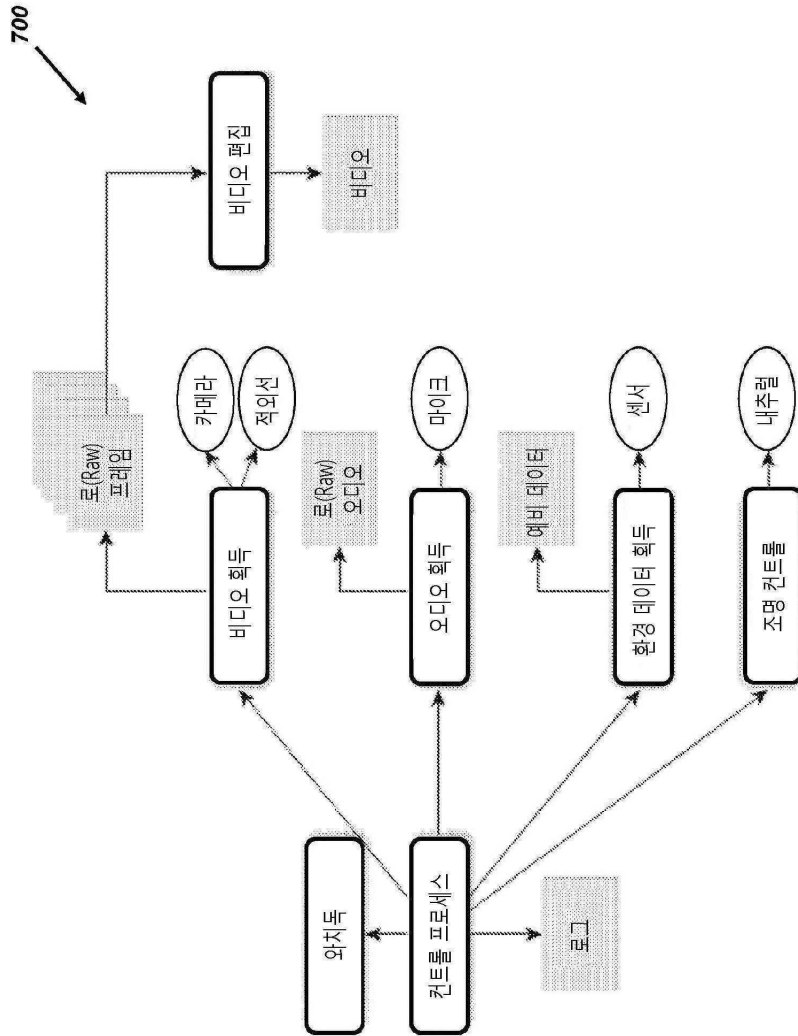 700
와치독
컨트롤 프로세스
로그
비디오 획득
로(Raw)
프레임
카메라
적외선
비디오 편집
비디오
오디오 획득
로(Raw)
오디오
마이크
환경 데이터 획득
예비 데이터
센서
조명 컨트롤
내추럴